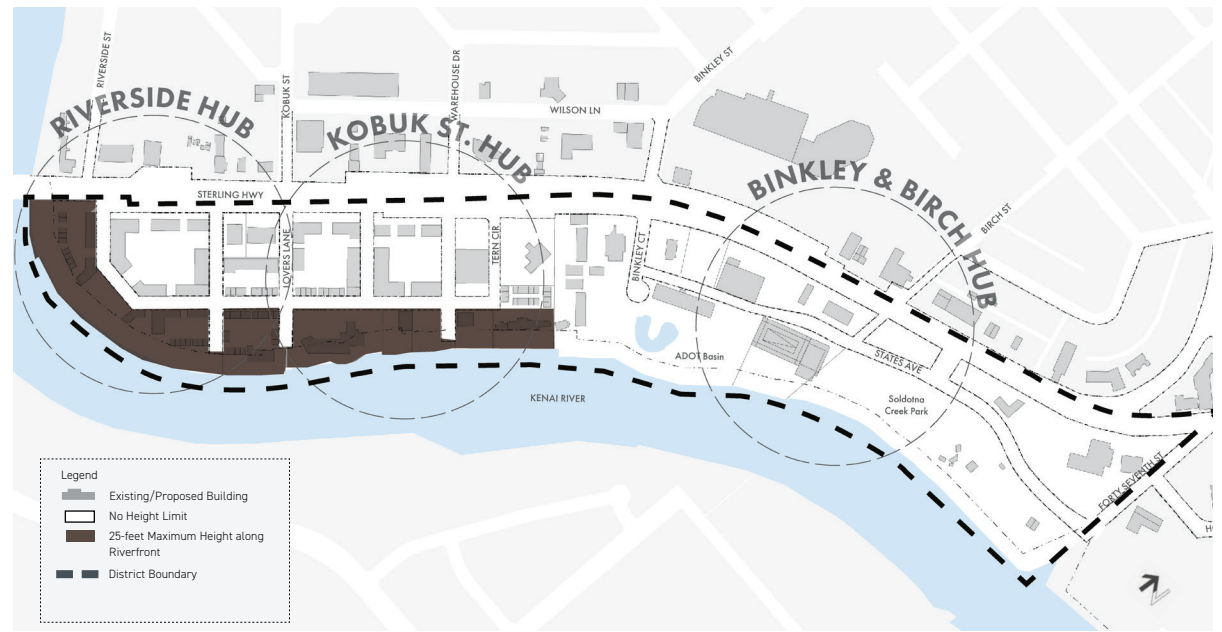 RIVERSIDE ST
KOBUK ST
WAREHOUSE DR
BINKLEY ST
WILSON LN
RIVERSIDE HUB
KOBUK ST. HUB
BINKLEY & BIRCH HUB
BIRCH ST
STERLING HWY
LOVERS LANE
TERN CIR
BINKLEY CT
ADOT Basin
STATES AVE
Soldotna
Creek Park
KENAI RIVER
FORTY SEVENTH ST
Legend
Existing/Proposed Building
No Height Limit
25-feet Maximum Height along
Riverfront
District Boundary
N